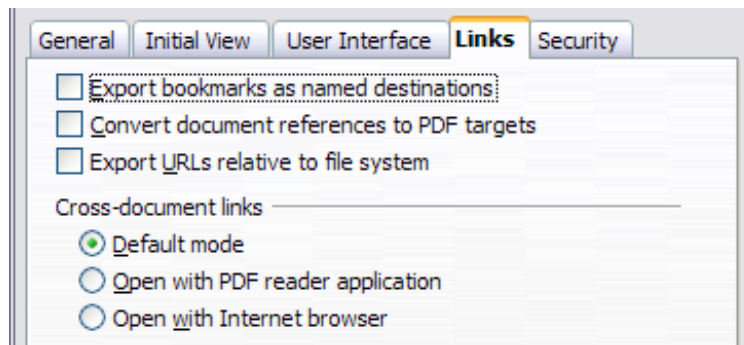 General Initial View User Interface Links Security
Export bookmarks as named destinations
Convert document references to PDF targets
Export URLs relative to file system
Cross-document links
Default mode
Open with PDF reader application
Open with Internet browser